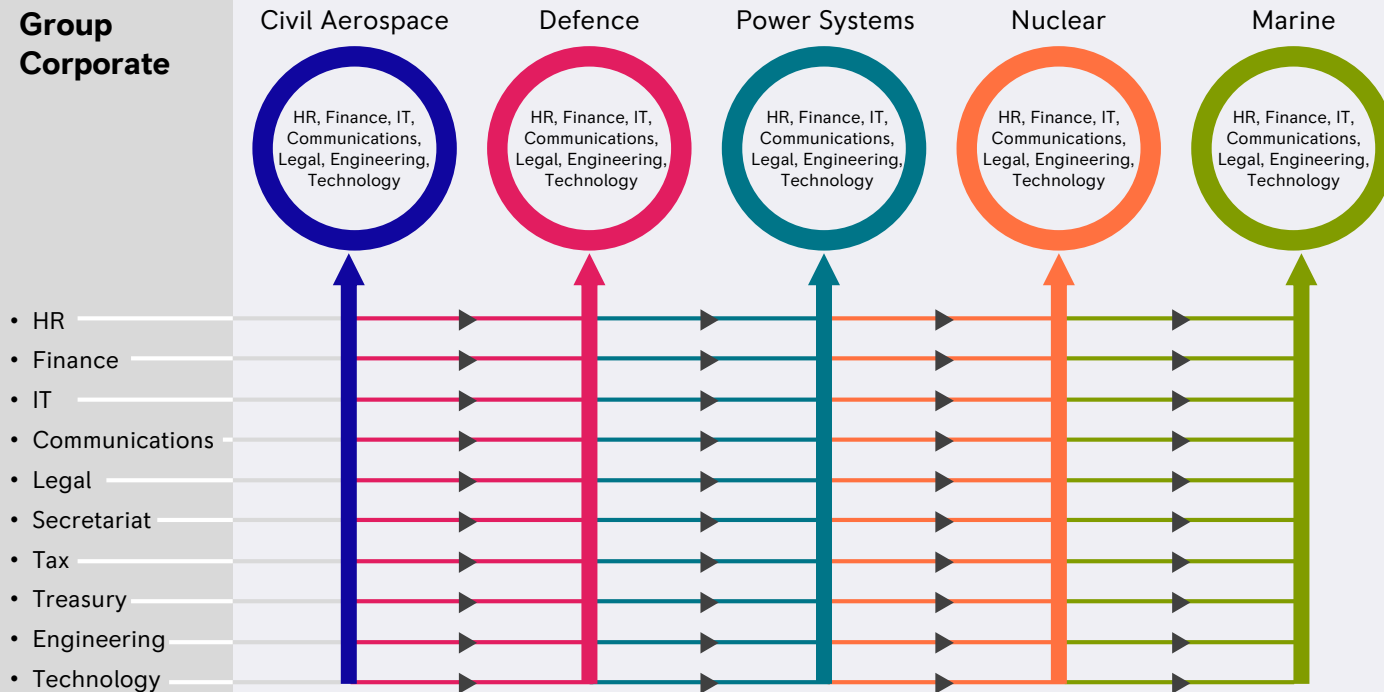 Group
Corporate
Civil Aerospace
Defence
Power Systems
Nuclear
Marine
HR, Finance, IT,
Communications,
Legal, Engineering,
Technology
HR, Finance, IT,
Communications,
Legal, Engineering,
Technology
HR, Finance, IT,
Communications,
Legal, Engineering,
Technology
HR, Finance, IT,
Communications,
Legal, Engineering,
Technology
HR, Finance, IT,
Communications,
Legal, Engineering,
Technology
• HR
• Finance
• IT
• Communications
• Legal
• Secretariat
• Tax
• Treasury
• Engineering
• Technology